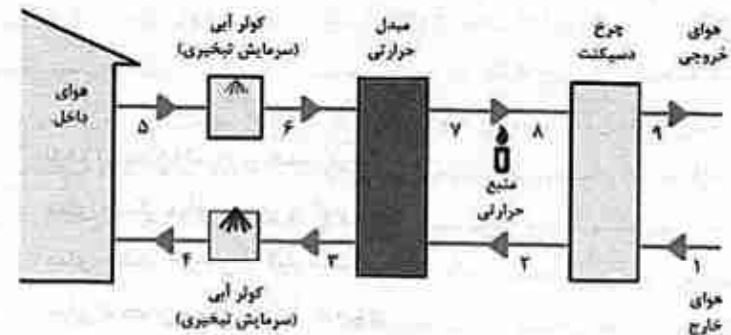 کولر آبی
(سرمایش تبخیری)
مبدل
حرارتی
چرخ
دسیکنت
هوای
خروجی
هوای
داخل
۵
۶
۷
۸
۹
منبع
حرارتی
۴
۳
۲
۱
کولر آبی
(سرمایش تبخیری)
هوای
خارج